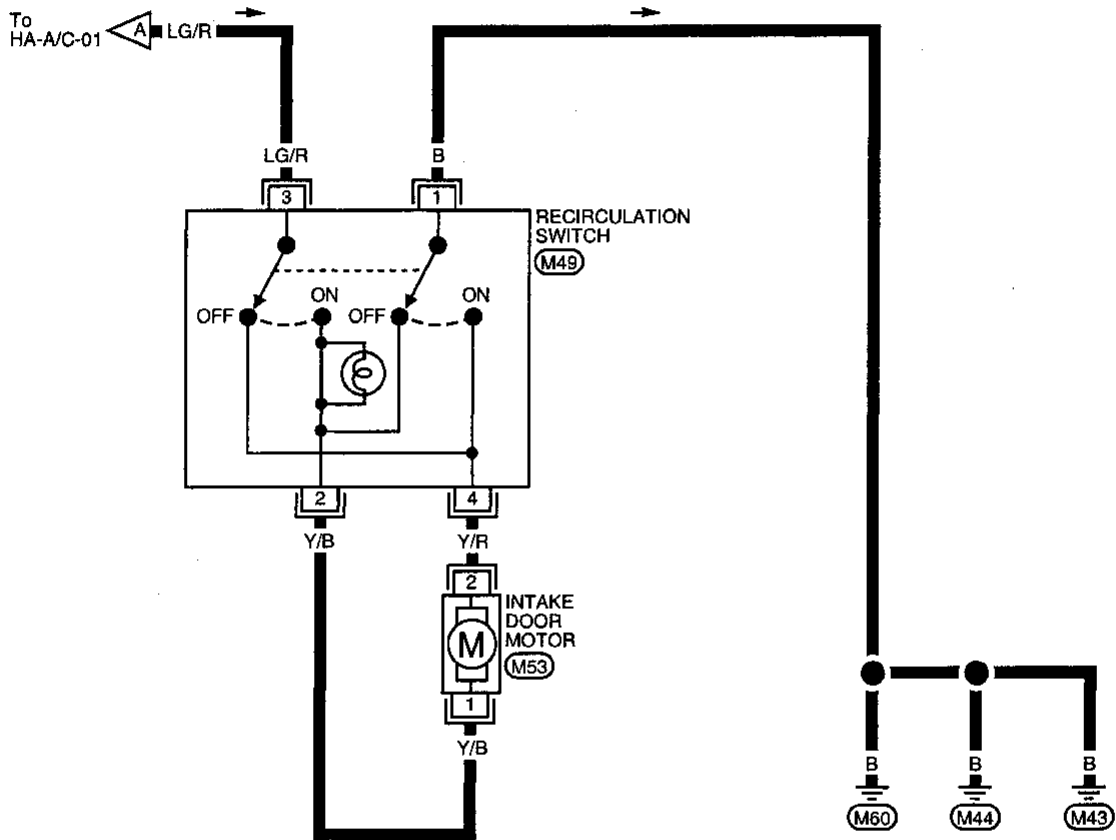 To
HA-A/C-01
A
LG/R
LG/R
B
3
1
RECIRCULATION
SWITCH
M49
OFF
ON
OFF
ON
2
4
Y/B
Y/R
2
INTAKE
DOOR
MOTOR
M53
M
1
Y/B
B
B
B
M60
M44
M43